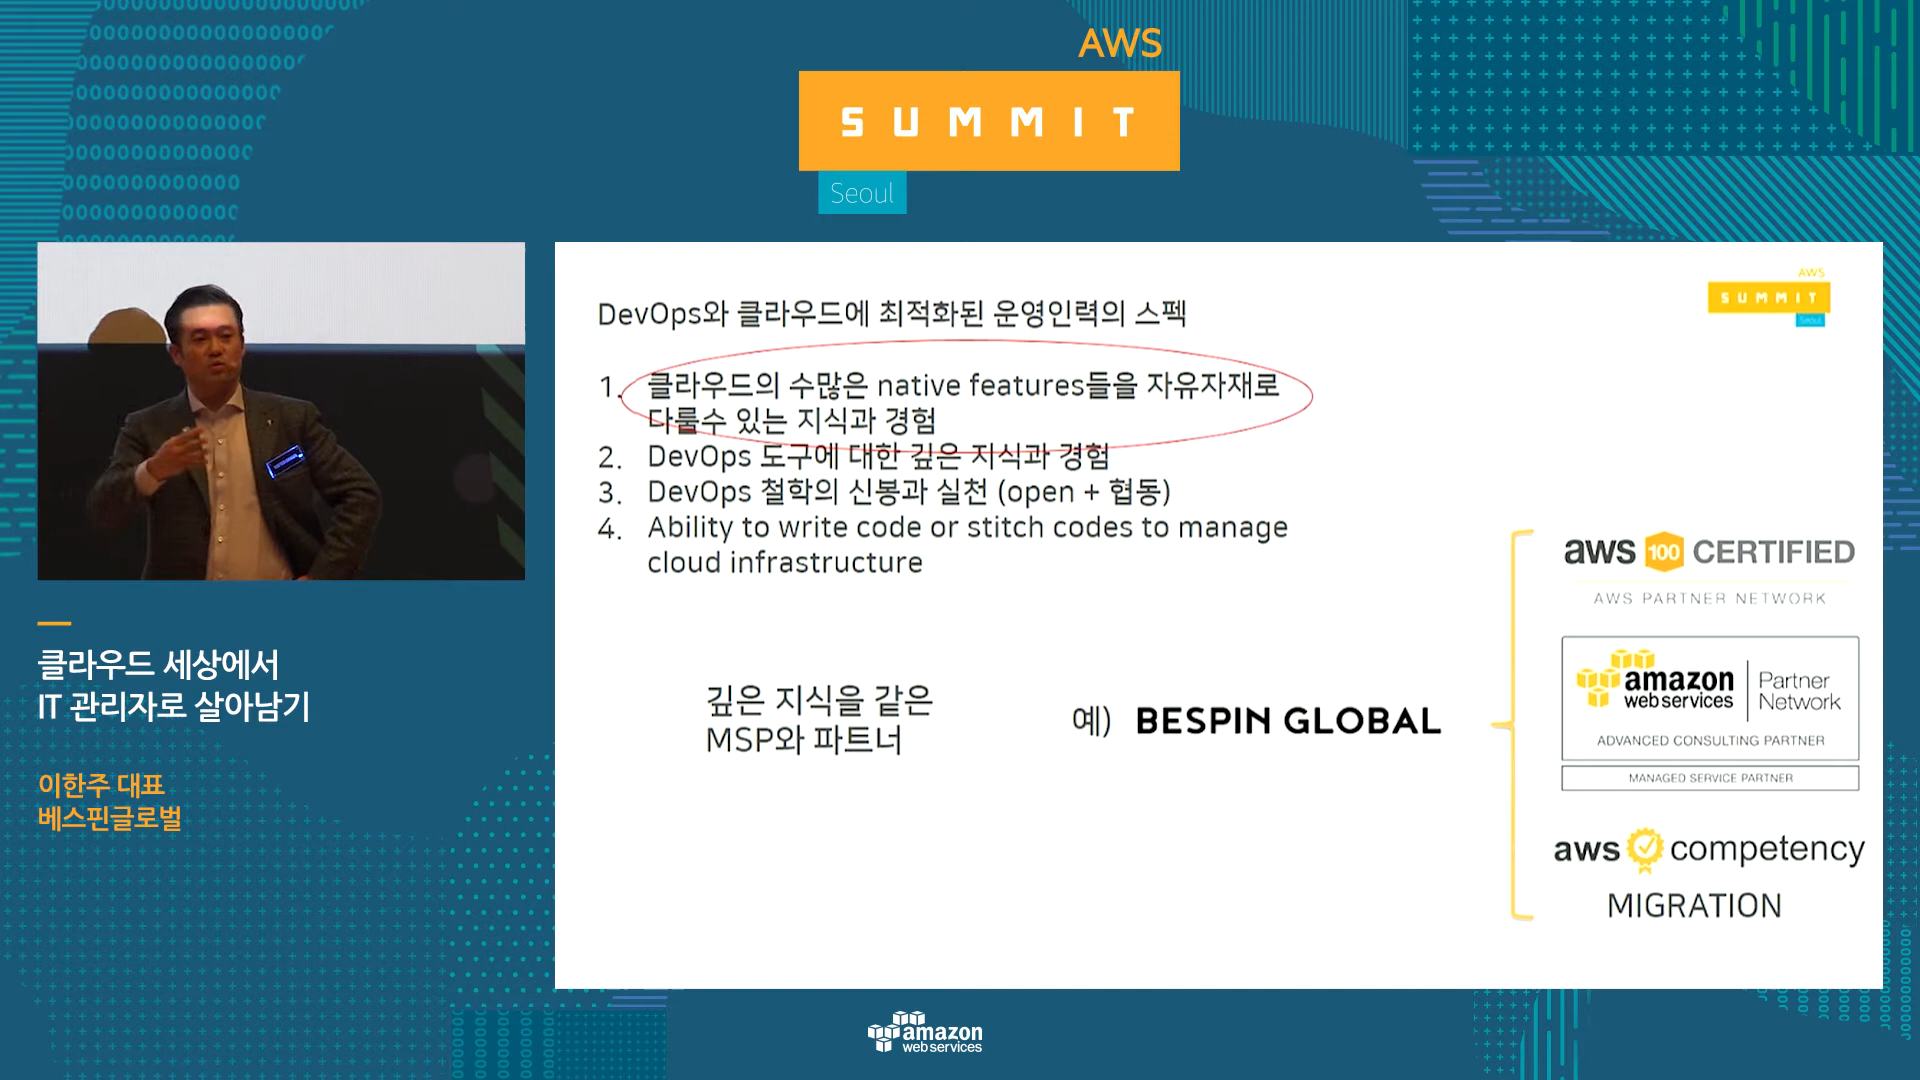 AWS
SUMMIT
Seoul
클라우드 세상에서
IT 관리자로 살아남기
이한주 대표
베스핀글로벌
AWS
SUMMIT
Seoul
DevOps와 클라우드에 최적화된 운영인력의 스펙
1. 클라우드의 수많은 native features들을 자유자재로
다룰수 있는 지식과 경험
2. DevOps 도구에 대한 깊은 지식과 경험
3. DevOps 철학의 신봉과 실천 (open + 협동)
4. Ability to write code or stitch codes to manage
cloud infrastructure
깊은 지식을 같은
MSP와 파트너
예) BESPIN GLOBAL
aws 100 CERTIFIED
AWS PARTNER NETWORK
amazon
web services
Partner
Network
ADVANCED CONSULTING PARTNER
MANAGED SERVICE PARTNER
aws competency
MIGRATION
amazon
web services